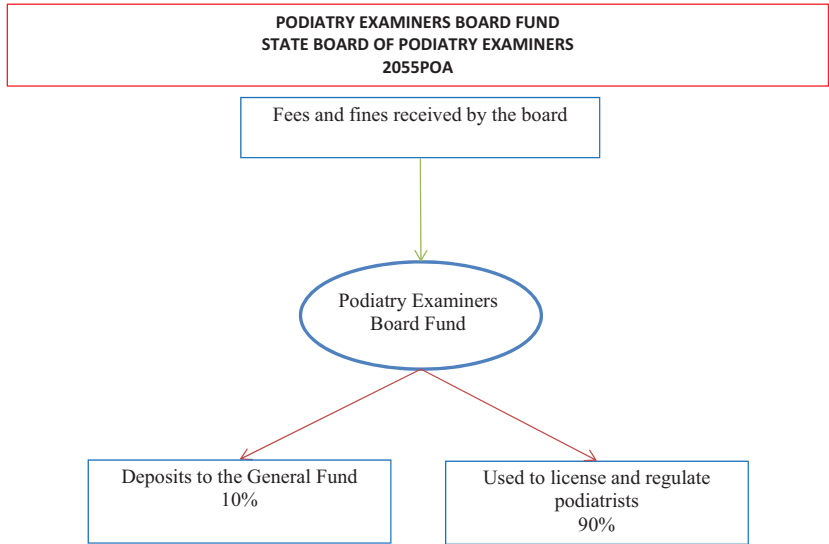 PODIATRY EXAMINERS BOARD FUND
STATE BOARD OF PODIATRY EXAMINERS
2055POA
Fees and fines received by the board
Podiatry Examiners
Board Fund
Deposits to the General Fund
10%
Used to license and regulate
podiatrists
90%